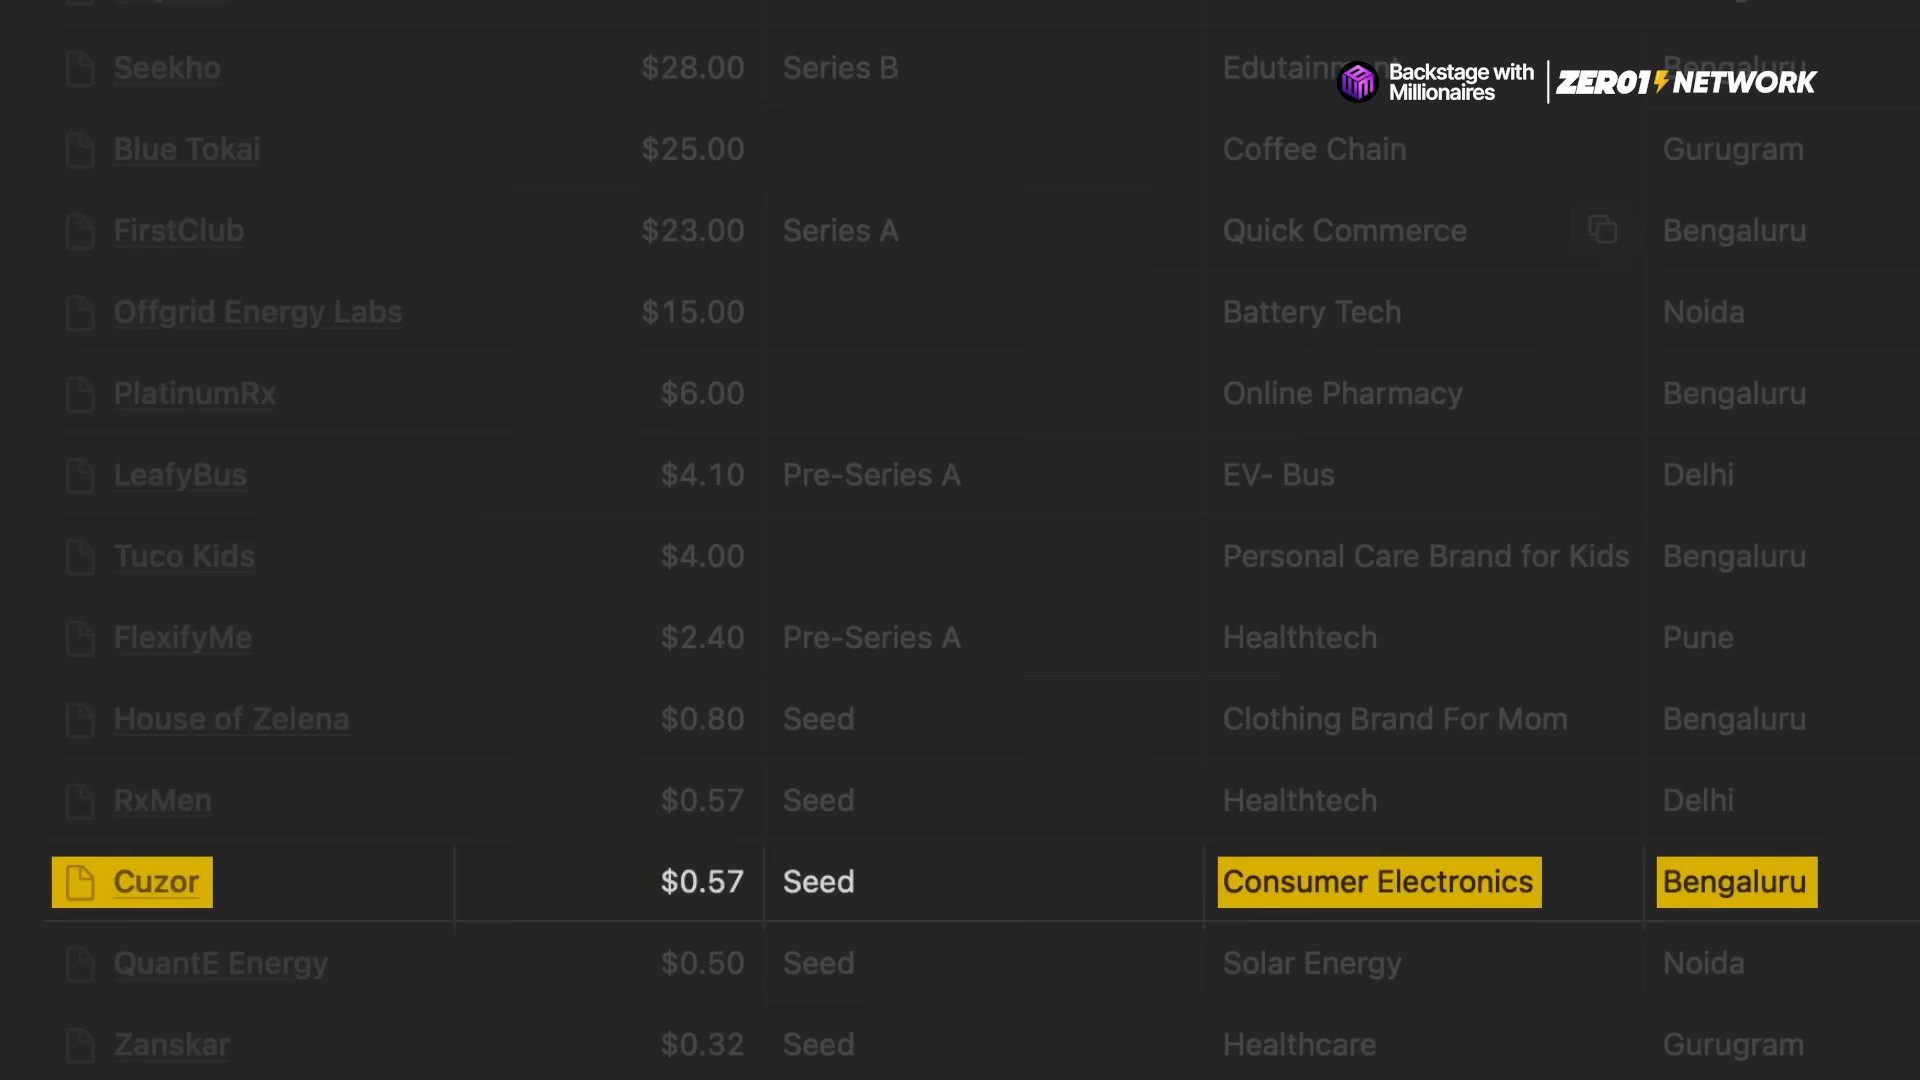 Backstage with
Millionaires
ZERO1 NETWORK
Seekho $28.00 Series B Bengaluru
Blue Tokai $25.00 Coffee Chain Gurugram
FirstClub $23.00 Series A Quick Commerce Bengaluru
Offgrid Energy Labs $15.00 Battery Tech Noida
PlatinumRx $6.00 Online Pharmacy Bengaluru
LeafyBus $4.10 Pre-Series A EV- Bus Delhi
Tuco Kids $4.00 Personal Care Brand for Kids Bengaluru
FlexifyMe $2.40 Pre-Series A Healthtech Pune
House of Zelena $0.80 Seed Clothing Brand For Mom Bengaluru
RxMen $0.57 Seed Healthtech Delhi
Cuzor $0.57 Seed Consumer Electronics Bengaluru
QuantE Energy $0.50 Seed Solar Energy Noida
Zanskar $0.32 Seed Healthcare Gurugram